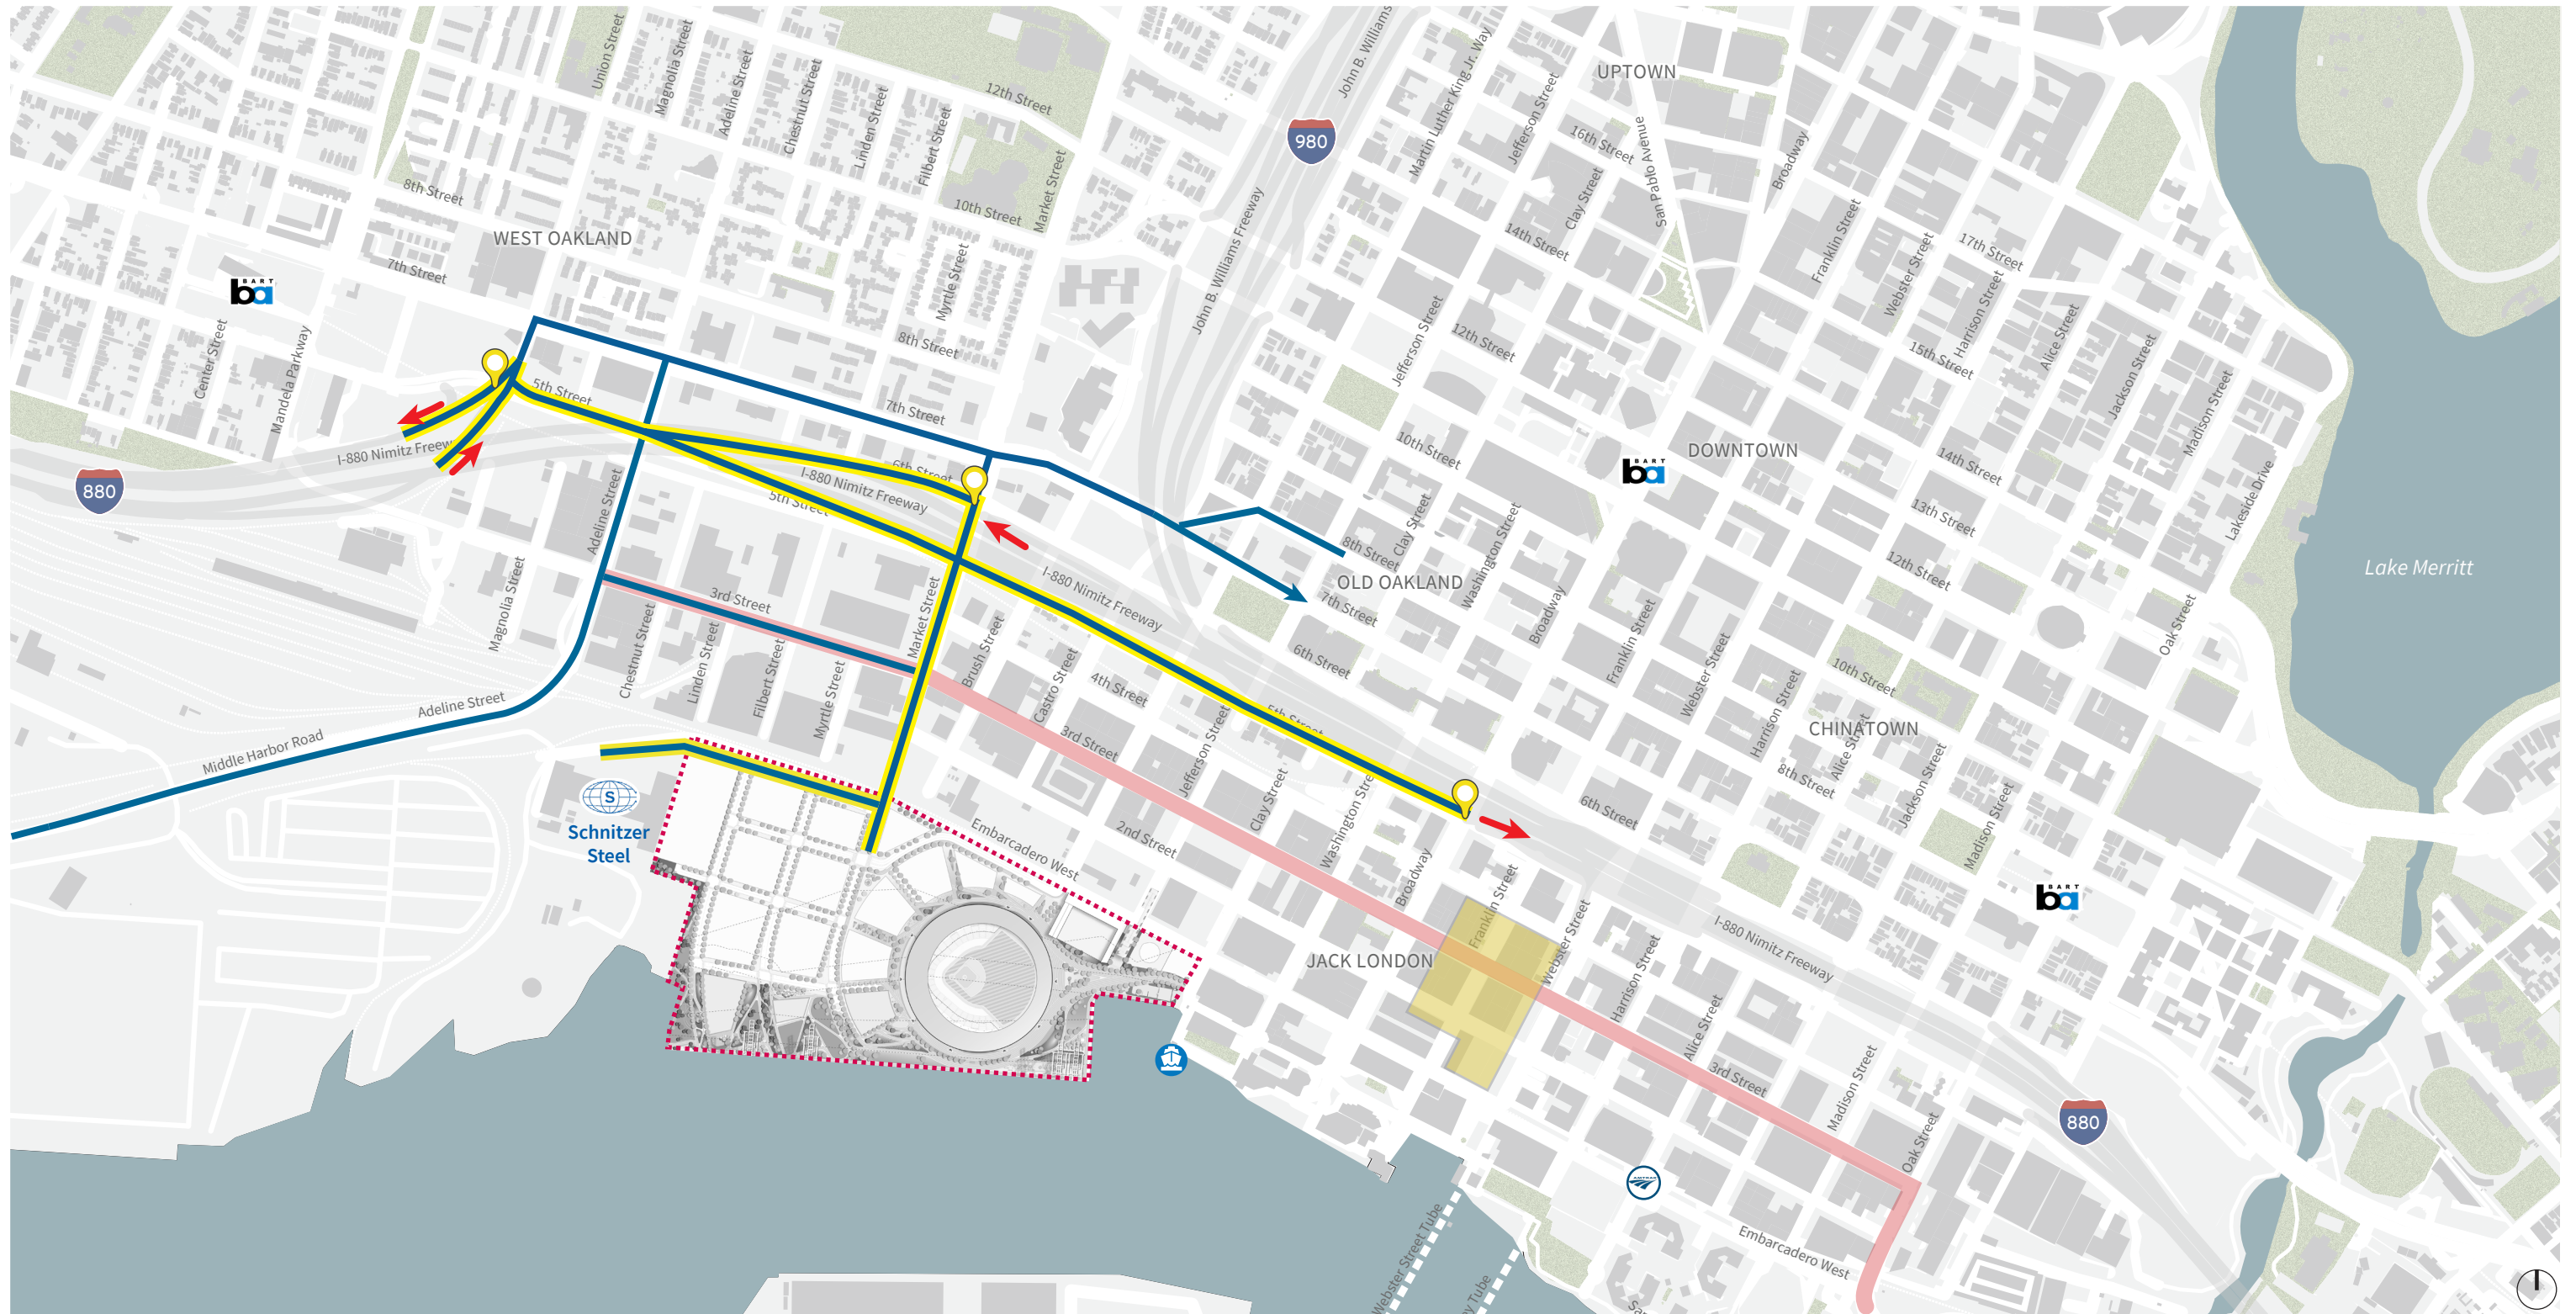 Union Street
Magnolia Street
Adeline Street
Chestnut Street
Linden Street
Filbert Street
12th Street
10th Street
Market Street
8th Street
WEST OAKLAND
7th Street
Myrtle Street
8th Street
BART
ba
Center Street
Mandela Parkway
5th Street
7th Street
6th Street
I-880 Nimitz Freeway
5th Street
880
Adeline Street
Magnolia Street
3rd Street
Chestnut Street
Linden Street
Filbert Street
Myrtle Street
Market Street
Adeline Street
Middle Harbor Road
S
Schnitzer
Steel
John B. Williams
980
John B. Williams Freeway
Martin Luther King Jr. Way
Jefferson Street
UPTOWN
16th Street
San Pablo Avenue
Clay Street
14th Street
Broadway
Franklin Street
Webster Street
17th Street
Harrison Street
Jefferson Street
12th Street
15th Street
Alice Street
Jackson Street
Madison Street
10th Street
BART
ba
DOWNTOWN
14th Street
13th Street
12th Street
Lakeside Drive
Lake Merritt
Oak Street
8th Street
Clay Street
Washington Street
OLD OAKLAND
7th Street
Broadway
Franklin Street
Webster Street
I-880 Nimitz Freeway
6th Street
Brush Street
Castro Street
4th Street
3rd Street
Jefferson Street
5th Street
Clay Street
Washington Street
2nd Street
Embarcadero West
Broadway
Franklin Street
Webster Street
JACK LONDON
Harrison Street
Alice Street
10th Street
CHINATOWN
Harrison Street
Alice Street
8th Street
Jackson Street
Madison Street
6th Street
BART
ba
I-880 Nimitz Freeway
3rd Street
Madison Street
Oak Street
880
Embarcadero West
Webster Street Tube